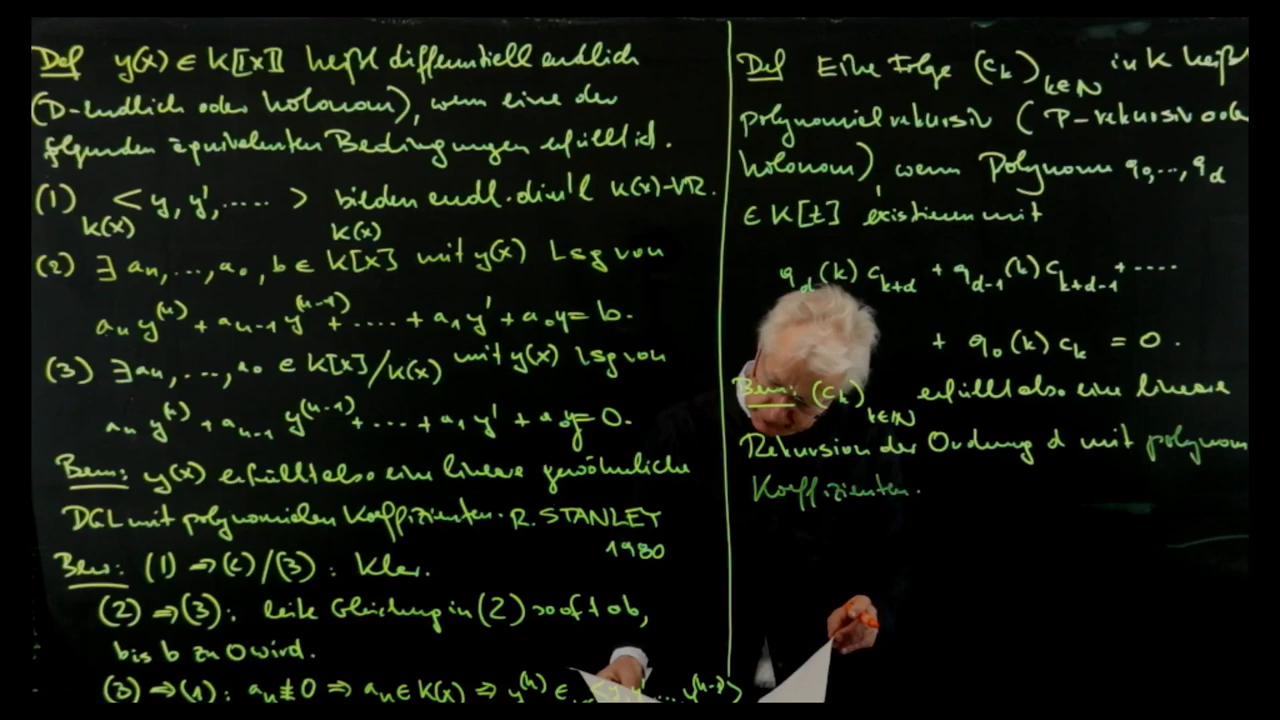 Def y(x) ∈ K[[x]] heißt differentiell endlich
(D-endlich oder holonom), wenn eine der
folgenden äquivalenten Bedingungen erfüllt ist.
(1) K(x) < y, y', ..... > K(x) bilden endl. dim'l K(x)-VR.
(2) ∃ an, ..., a0, b ∈ K[x] mit y(x) Lsg von
an y^(n) + an-1 y^(n-1) + .... + a1 y' + a0 y = b.
(3) ∃ an, ..., a0 ∈ K[x]/K(x) mit y(x) Lsg von
an y^(n) + an-1 y^(n-1) + ... + a1 y' + a0 y = 0.
Bem: y(x) erfüllt also eine lineare gewöhnliche
DGL mit polynomialen Koeffizienten. R. STANLEY
1980
Bew: (1) ⇒ (2)/(3): klar.
(2) ⇒ (3): leite Gleichung in (2) so oft ab,
bis b zu 0 wird.
(3) ⇒ (1): an ≢ 0 ⇒ an ∈ K(x) ⇒ y^(n) ∈ < y, y' ... y^(n-1) >
Def Eine Folge (ck) k∈N in K heißt
polynomiel rekursiv (P-rekursiv oder
holonom), wenn Polynome q0, ..., qd
∈ K[t] existieren mit
qd(k) ck+d + qd-1(k) ck+d-1 + ....
+ q0(k) ck = 0.
Bem: (ck) k∈N erfüllt also eine lineare
Rekursion der Ordnung d mit polynom
Koeffizienten.